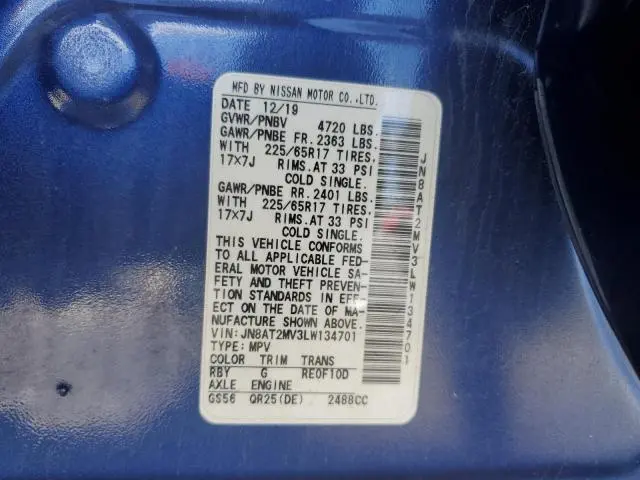 MFD BY NISSAN MOTOR CO.,LTD.
DATE 12/19
GVWR/PNBV 4720 LBS.
GAWR/PNBE FR. 2363 LBS.
WITH 225/65R17 TIRES,
17×7J RIMS.AT 33 PSI
COLD SINGLE.
GAWR/PNBE RR. 2401 LBS.
WITH 225/65R17 TIRES,
17×7J RIMS.AT 33 PSI
COLD SINGLE.
THIS VEHICLE CONFORMS
TO ALL APPLICABLE FED-
ERAL MOTOR VEHICLE SA-
FETY AND THEFT PREVEN-
TION STANDARDS IN EFF-
ECT ON THE DATE OF MA-
NUFACTURE SHOWN ABOVE.
VIN: JN8AT2MV3LW134701
TYPE: MPV
COLOR TRIM TRANS
RBY G RE0F10D
AXLE ENGINE
GS56 QR25(DE) 2488CC
JN8AT2MV3LW134701